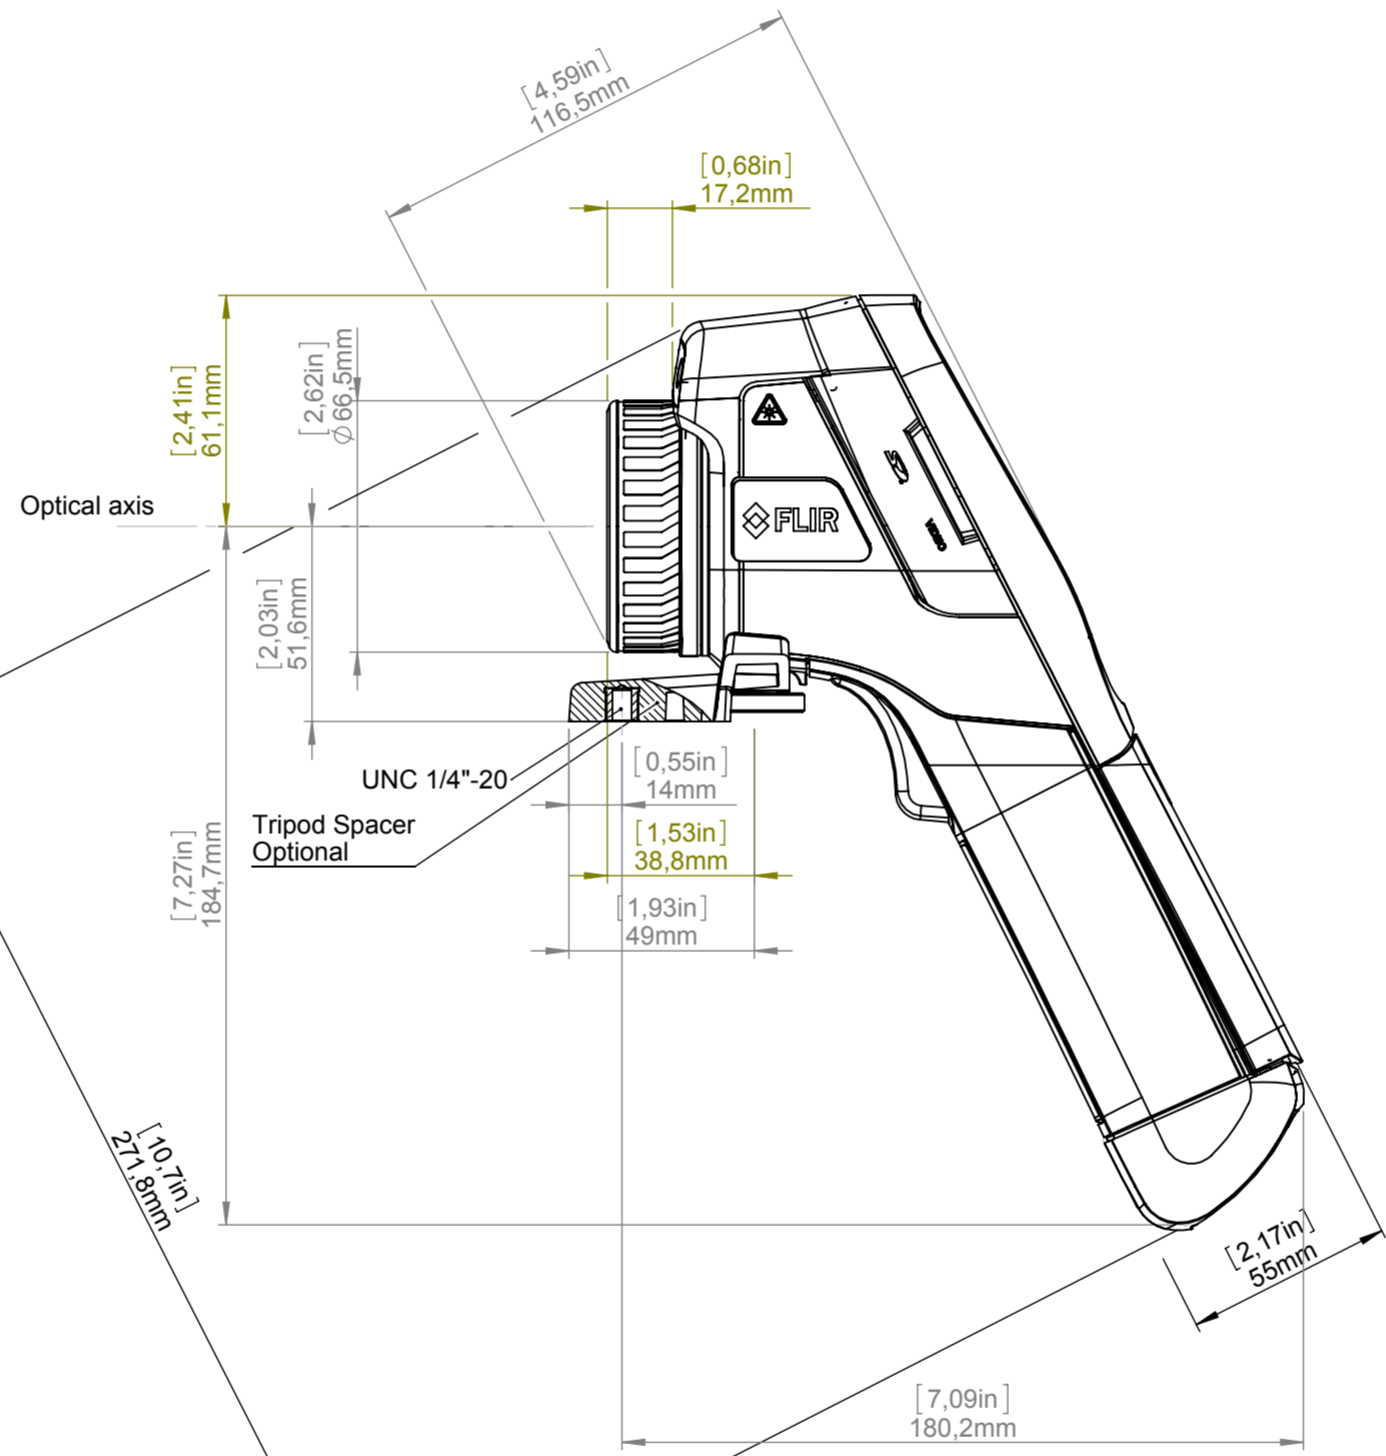 [4,59in]
116,5mm
[0,68in]
17,2mm
[2,41in]
61,1mm
[2,62in]
⌀66,5mm
Optical axis
FLIR
VIDEO
[2,03in]
51,6mm
UNC 1/4"-20
[0,55in]
14mm
Tripod Spacer
Optional
[1,53in]
38,8mm
[7,27in]
184,7mm
[1,93in]
49mm
[10,7in]
271,8mm
[2,17in]
55mm
[7,09in]
180,2mm